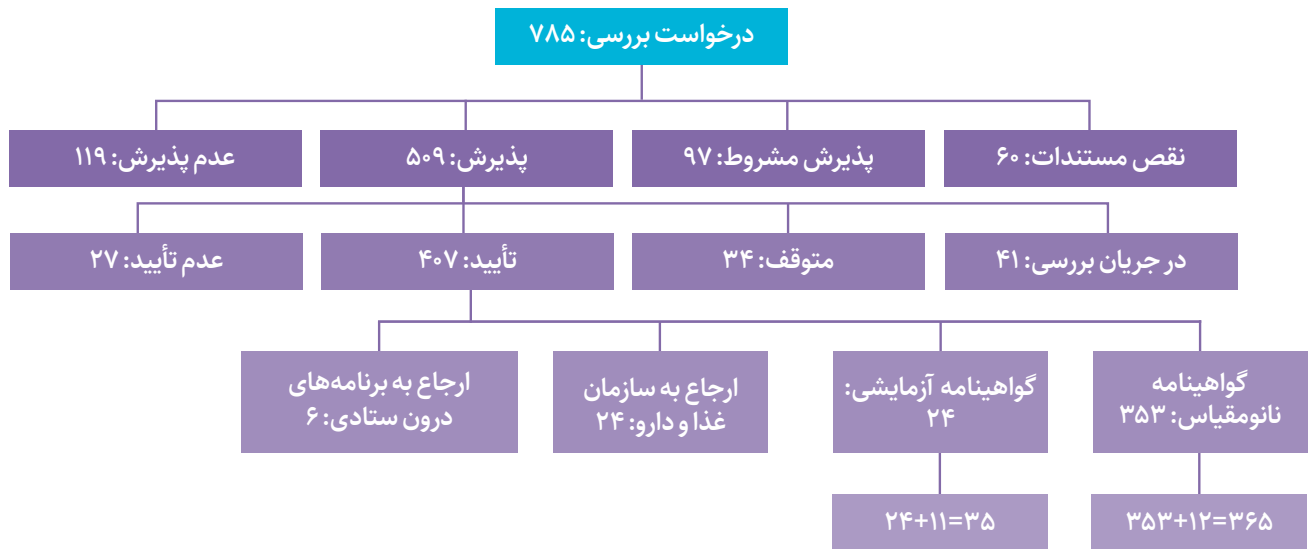 درخواست بررسی: ۷۸۵
نقص مستندات: ۶۰
پذیرش مشروط: ۹۷
پذیرش: ۵۰۹
عدم پذیرش: ۱۱۹
در جریان بررسی: ۴۱
متوقف: ۳۴
تأیید: ۴۰۷
عدم تأیید: ۲۷
گواهینامه
نانومقیاس: ۳۵۳
گواهینامه آزمایشی:
۲۴
ارجاع به سازمان
غذا و دارو: ۲۴
ارجاع به برنامه‌های
درون ستادی: ۶
۳۵۳+۱۲=۳۶۵
۲۴+۱۱=۳۵